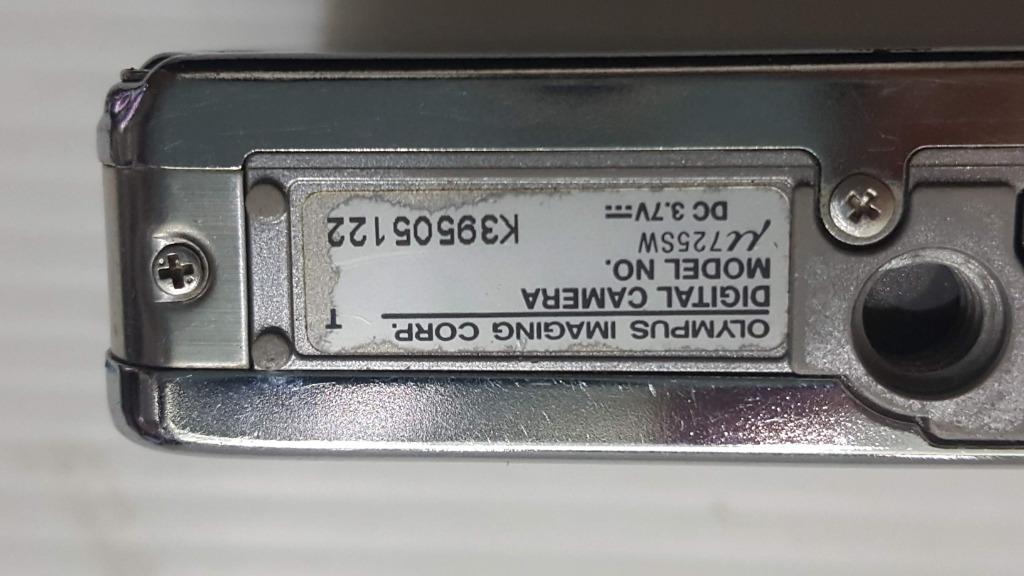 OLYMPUS IMAGING CORP.
DIGITAL CAMERA T
MODEL NO.
μ725SW K39505122
DC 3.7V⎓